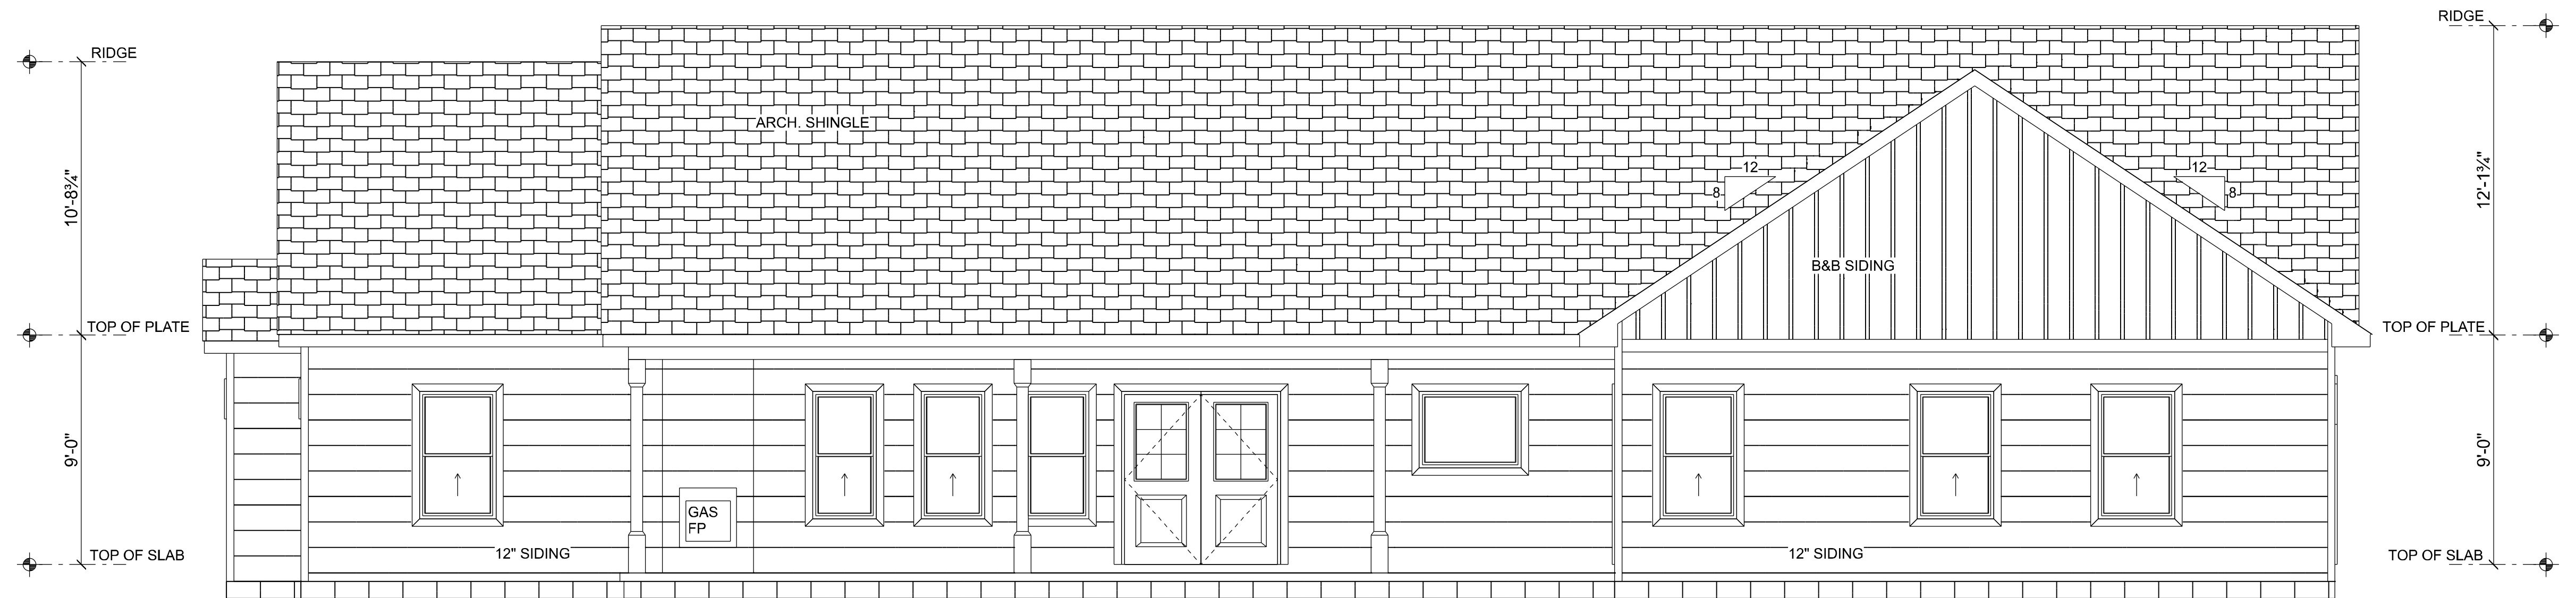 RIDGE
RIDGE
ARCH. SHINGLE
12
8
12
8
10'-8¾"
12'-1¾"
B&B SIDING
TOP OF PLATE
TOP OF PLATE
9'-0"
9'-0"
GAS
FP
TOP OF SLAB
12" SIDING
12" SIDING
TOP OF SLAB